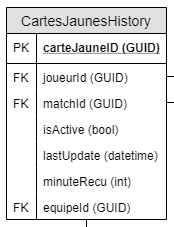 CartesJaunesHistory
PK carteJauneID (GUID)
FK joueurId (GUID)
FK matchId (GUID)
isActive (bool)
lastUpdate (datetime)
minuteRecu (int)
FK equipeId (GUID)